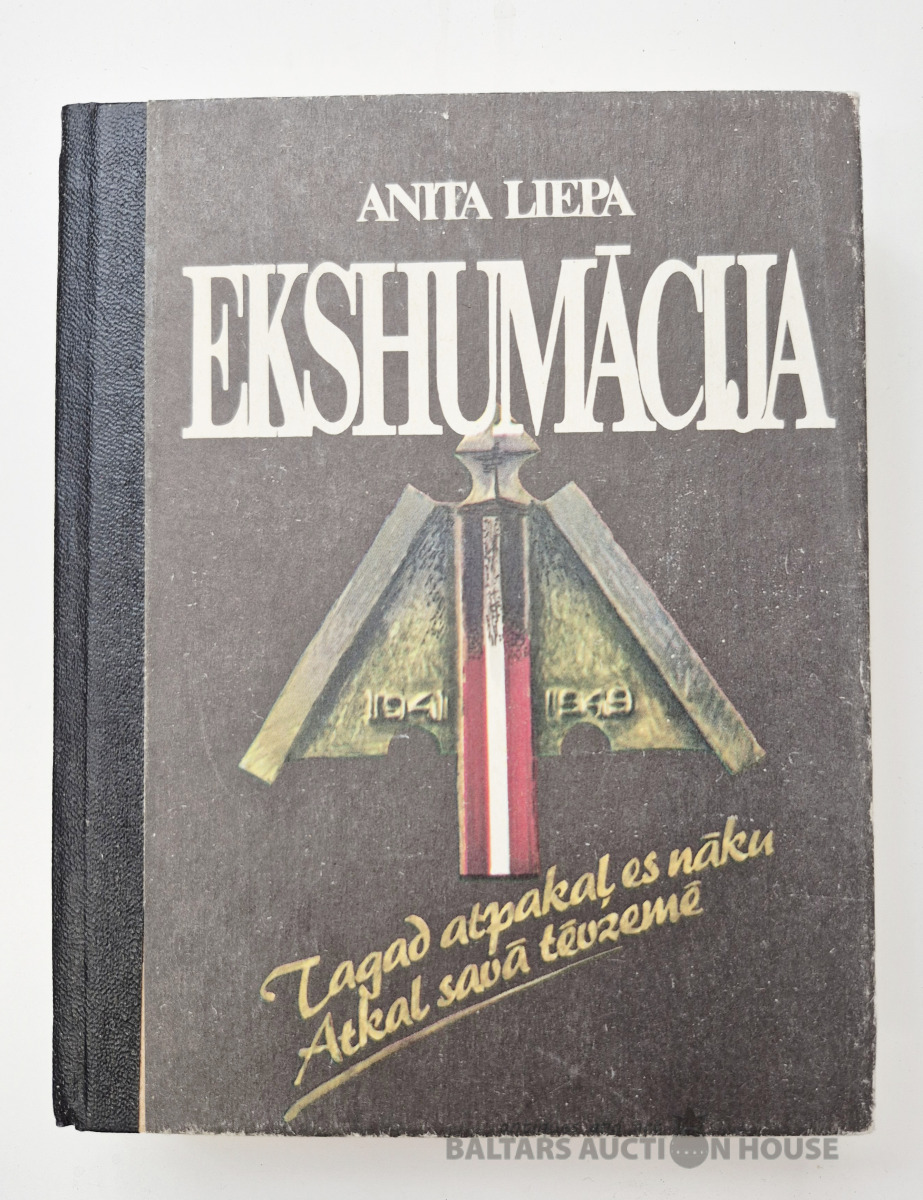 ANITA LIEPA
EKSHUMĀCIJA
1941 1949
Tagad atpakaļ es nāku
Atkal savā tēvzemē
BALTARS AUCTION HOUSE